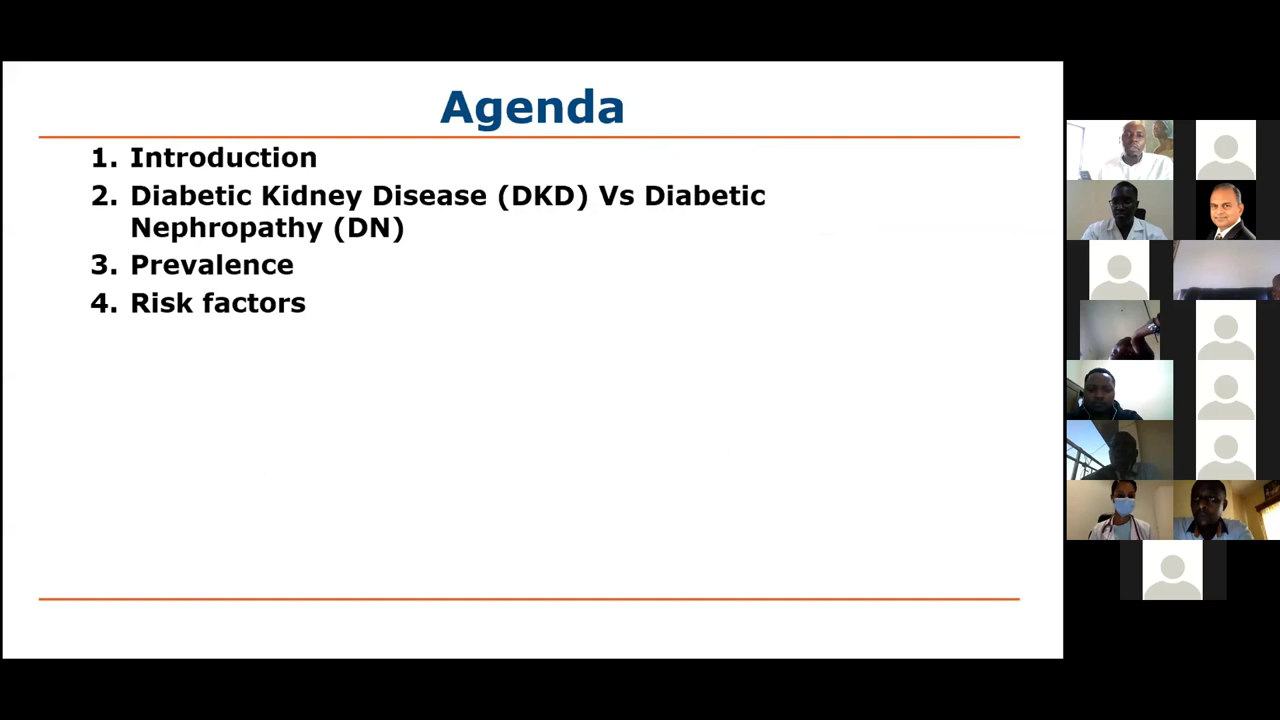 Agenda
1. Introduction
2. Diabetic Kidney Disease (DKD) Vs Diabetic
Nephropathy (DN)
3. Prevalence
4. Risk factors